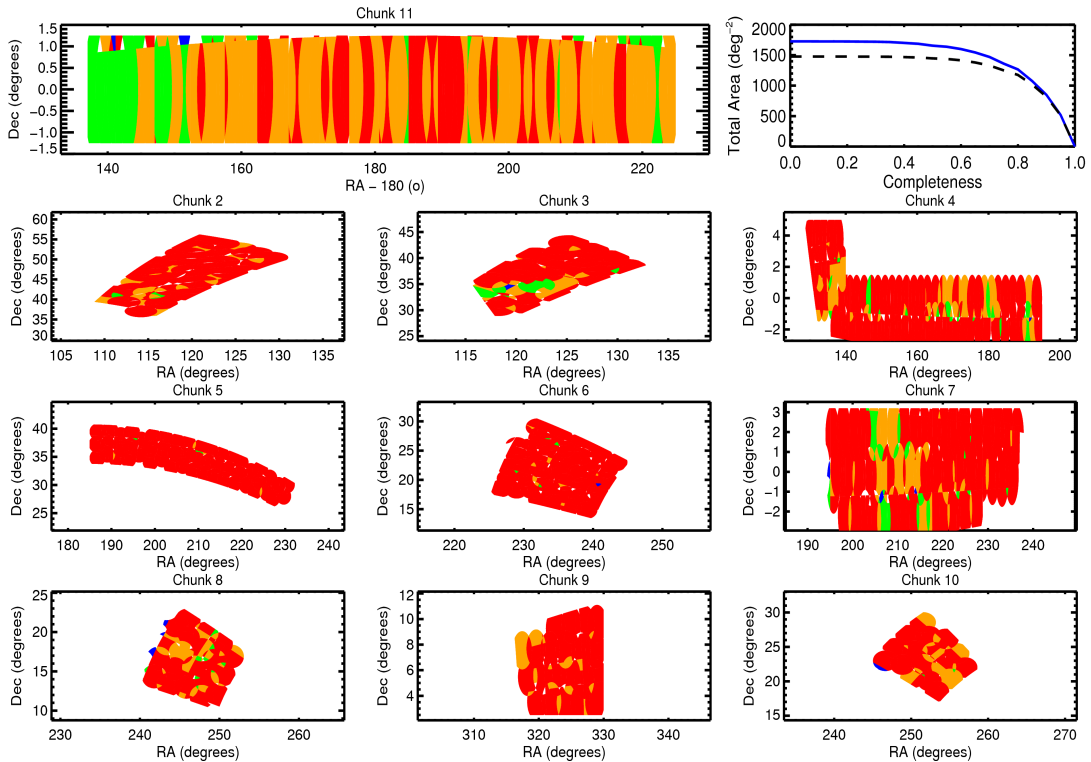 Chunk 11
1.5
1.0
0.5
0.0
−0.5
−1.0
−1.5
Dec (degrees)
140 160 180 200 220
RA − 180 (o)
2000
1500
1000
500
0
Total Area (deg⁻²)
0.0 0.2 0.4 0.6 0.8 1.0
Completeness
Chunk 2
60
55
50
45
40
35
30
Dec (degrees)
105 110 115 120 125 130 135
RA (degrees)
Chunk 3
45
40
35
30
25
Dec (degrees)
115 120 125 130 135
RA (degrees)
Chunk 4
4
2
0
−2
Dec (degrees)
140 160 180 200
RA (degrees)
Chunk 5
40
35
30
25
Dec (degrees)
180 190 200 210 220 230 240
RA (degrees)
Chunk 6
30
25
20
15
Dec (degrees)
220 230 240 250
RA (degrees)
Chunk 7
3
2
1
0
−1
−2
Dec (degrees)
190 200 210 220 230 240
RA (degrees)
Chunk 8
25
20
15
10
Dec (degrees)
230 240 250 260
RA (degrees)
Chunk 9
12
10
8
6
4
Dec (degrees)
310 320 330 340
RA (degrees)
Chunk 10
30
25
20
15
Dec (degrees)
240 250 260 270
RA (degrees)